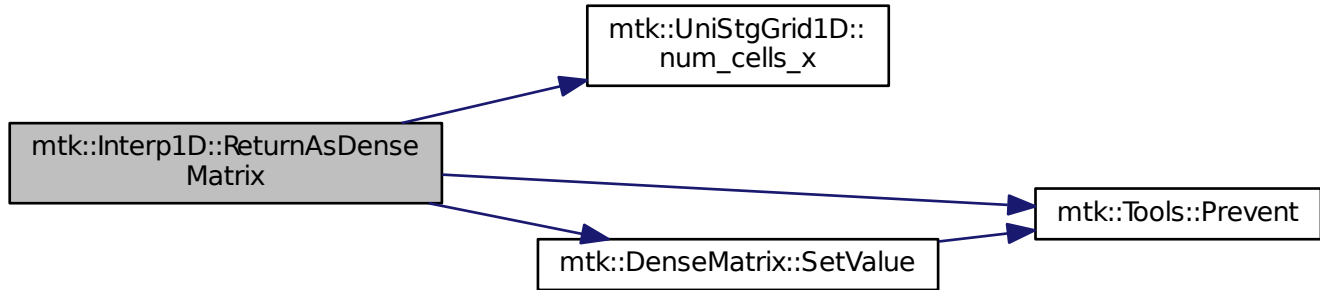 mtk::UniStgGrid1D::
num_cells_x
mtk::Interp1D::ReturnAsDense
Matrix
mtk::Tools::Prevent
mtk::DenseMatrix::SetValue